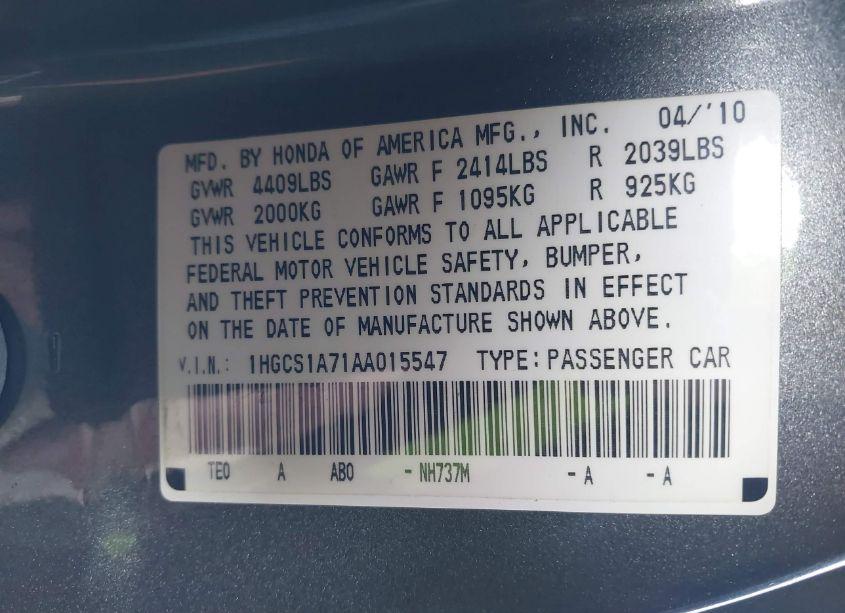 MFD. BY HONDA OF AMERICA MFG., INC. 04/'10
GVWR 4409LBS GAWR F 2414LBS R 2039LBS
GVWR 2000KG GAWR F 1095KG R 925KG
THIS VEHICLE CONFORMS TO ALL APPLICABLE
FEDERAL MOTOR VEHICLE SAFETY, BUMPER,
AND THEFT PREVENTION STANDARDS IN EFFECT
ON THE DATE OF MANUFACTURE SHOWN ABOVE.
V.I.N.: 1HGCS1A71AA015547 TYPE: PASSENGER CAR
TE0 A AB0 - NH737M - A - A